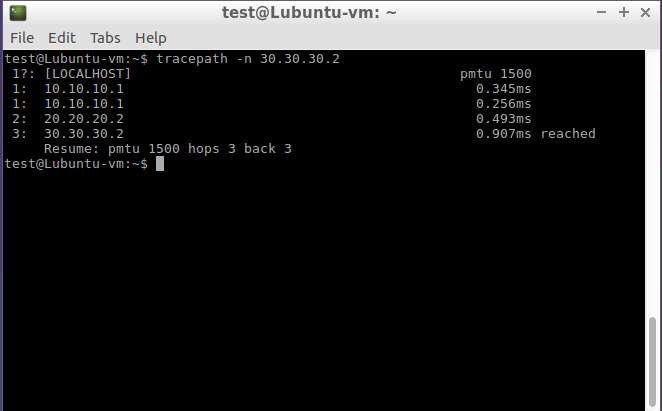 test@Lubuntu-vm: ~
File Edit Tabs Help
test@Lubuntu-vm:~$ tracepath -n 30.30.30.2
1?: [LOCALHOST] pmtu 1500
1: 10.10.10.1 0.345ms
1: 10.10.10.1 0.256ms
2: 20.20.20.2 0.493ms
3: 30.30.30.2 0.907ms reached
Resume: pmtu 1500 hops 3 back 3
test@Lubuntu-vm:~$